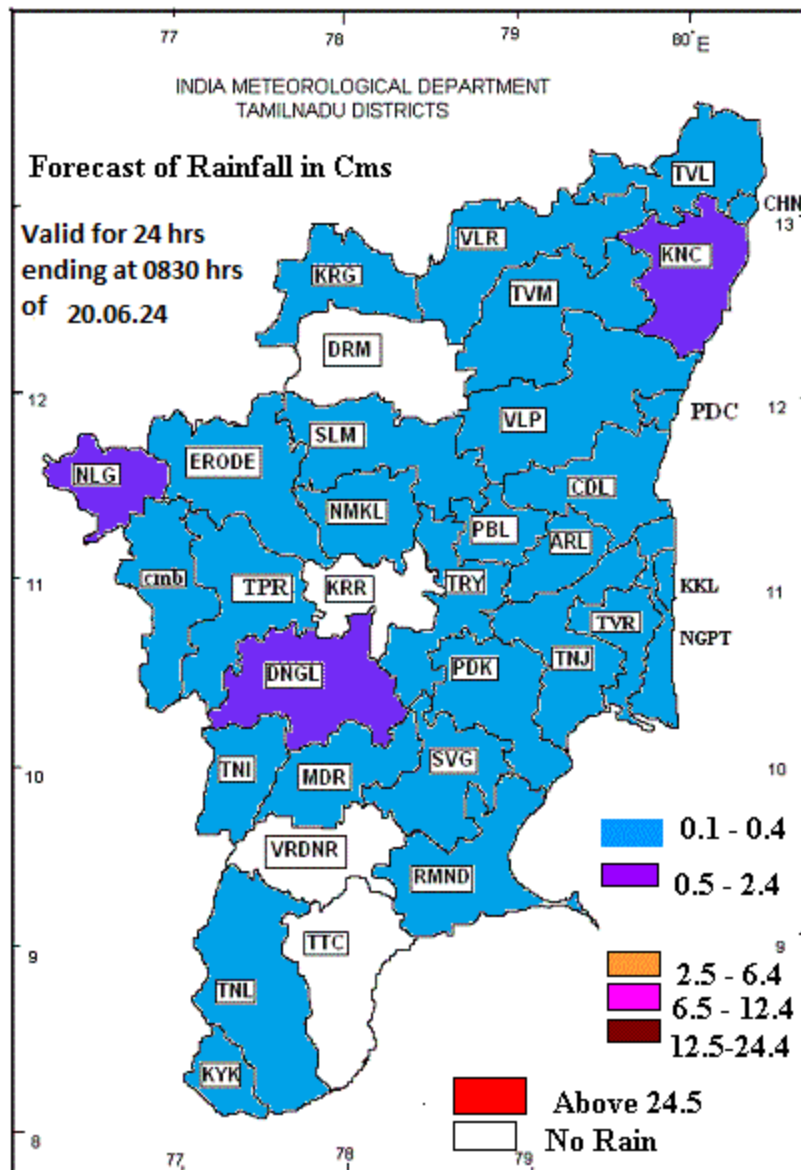 77 78 79 80°E
INDIA METEOROLOGICAL DEPARTMENT
TAMILNADU DISTRICTS
Forecast of Rainfall in Cms
TVL
CHN
13
Valid for 24 hrs
ending at 0830 hrs
of 20.06.24
VLR
KNC
KRG
TVM
DRM
12
VLP
PDC
12
SLM
ERODE
NLG
CDL
NMKL
PBL
ARL
11
cmb
TPR
KRR
TRY
KKL
11
TVR
NGPT
DNGL
PDK
TNJ
10
TNI
MDR
SVG
10
0.1 - 0.4
VRDNR
RMND
0.5 - 2.4
9
TTC
9
2.5 - 6.4
TNL
6.5 - 12.4
12.5-24.4
KYK
Above 24.5
8
No Rain
77 78 79